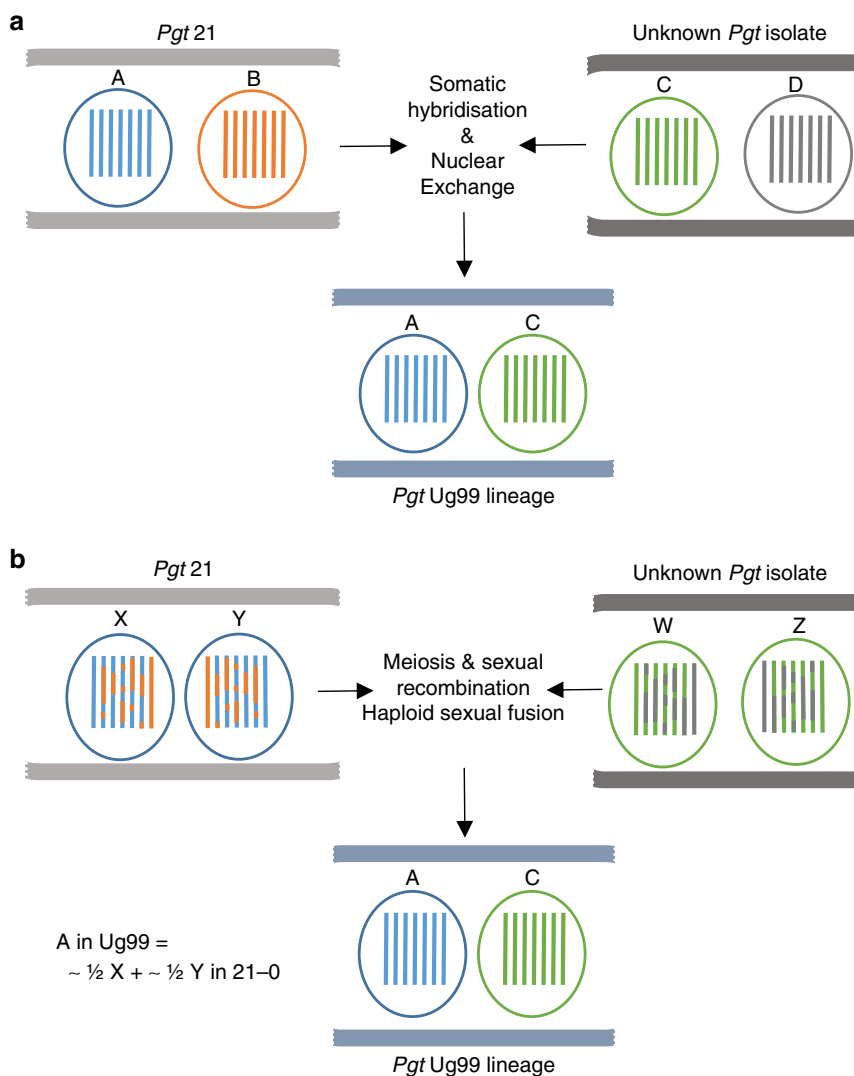 a
Pgt 21
Unknown Pgt isolate
A
B
C
D
Somatic
hybridisation
&
Nuclear
Exchange
A
C
Pgt Ug99 lineage
b
Pgt 21
Unknown Pgt isolate
X
Y
W
Z
Meiosis & sexual
recombination
Haploid sexual fusion
A
C
A in Ug99 =
~ ½ X + ~ ½ Y in 21–0
Pgt Ug99 lineage